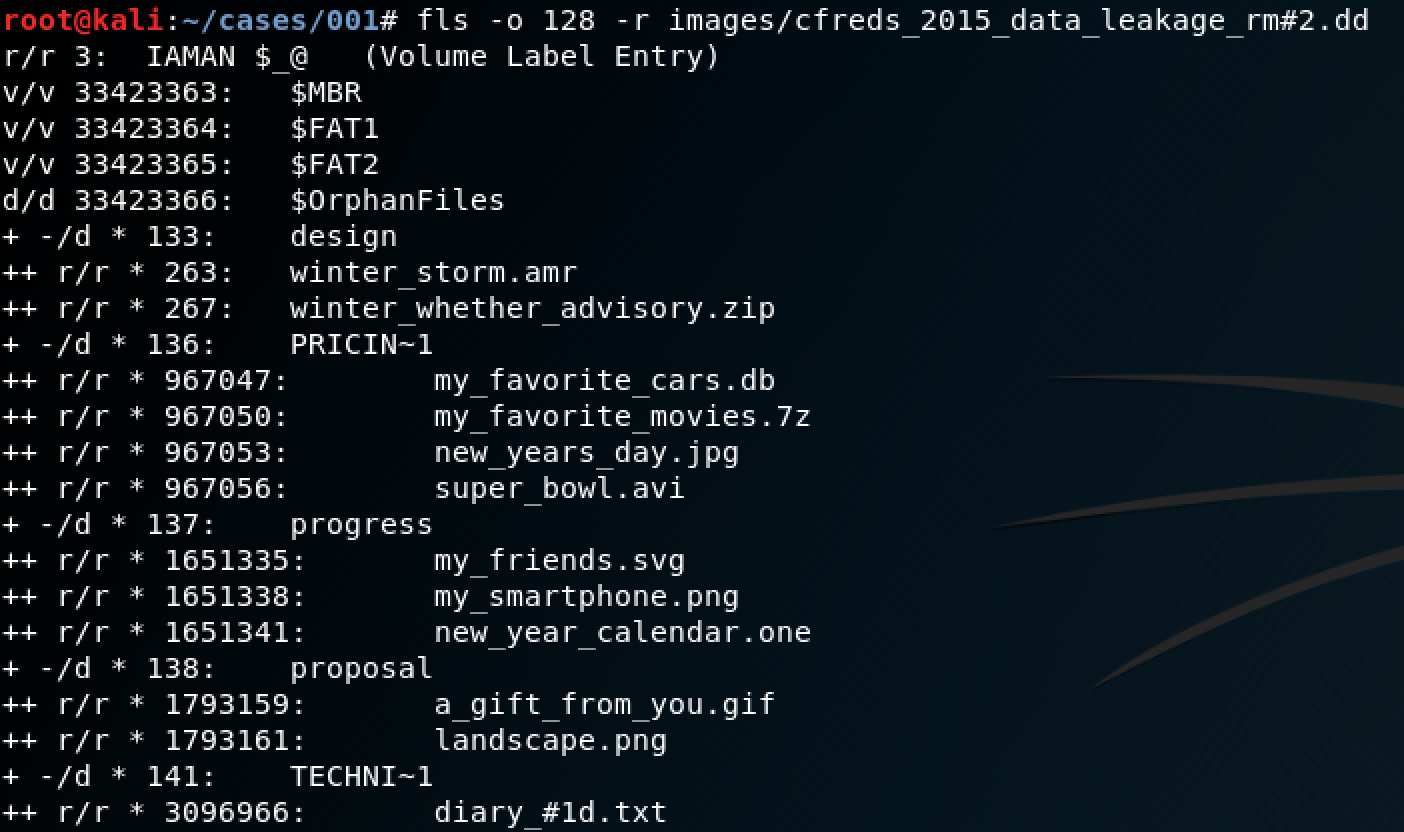 root@kali:~/cases/001# fls -o 128 -r images/cfreds_2015_data_leakage_rm#2.dd
r/r 3:  IAMAN $_@   (Volume Label Entry)
v/v 33423363:   $MBR
v/v 33423364:   $FAT1
v/v 33423365:   $FAT2
d/d 33423366:   $OrphanFiles
+ -/d * 133:    design
++ r/r * 263:   winter_storm.amr
++ r/r * 267:   winter_whether_advisory.zip
+ -/d * 136:    PRICIN~1
++ r/r * 967047:        my_favorite_cars.db
++ r/r * 967050:        my_favorite_movies.7z
++ r/r * 967053:        new_years_day.jpg
++ r/r * 967056:        super_bowl.avi
+ -/d * 137:    progress
++ r/r * 1651335:       my_friends.svg
++ r/r * 1651338:       my_smartphone.png
++ r/r * 1651341:       new_year_calendar.one
+ -/d * 138:    proposal
++ r/r * 1793159:       a_gift_from_you.gif
++ r/r * 1793161:       landscape.png
+ -/d * 141:    TECHNI~1
++ r/r * 3096966:       diary_#1d.txt